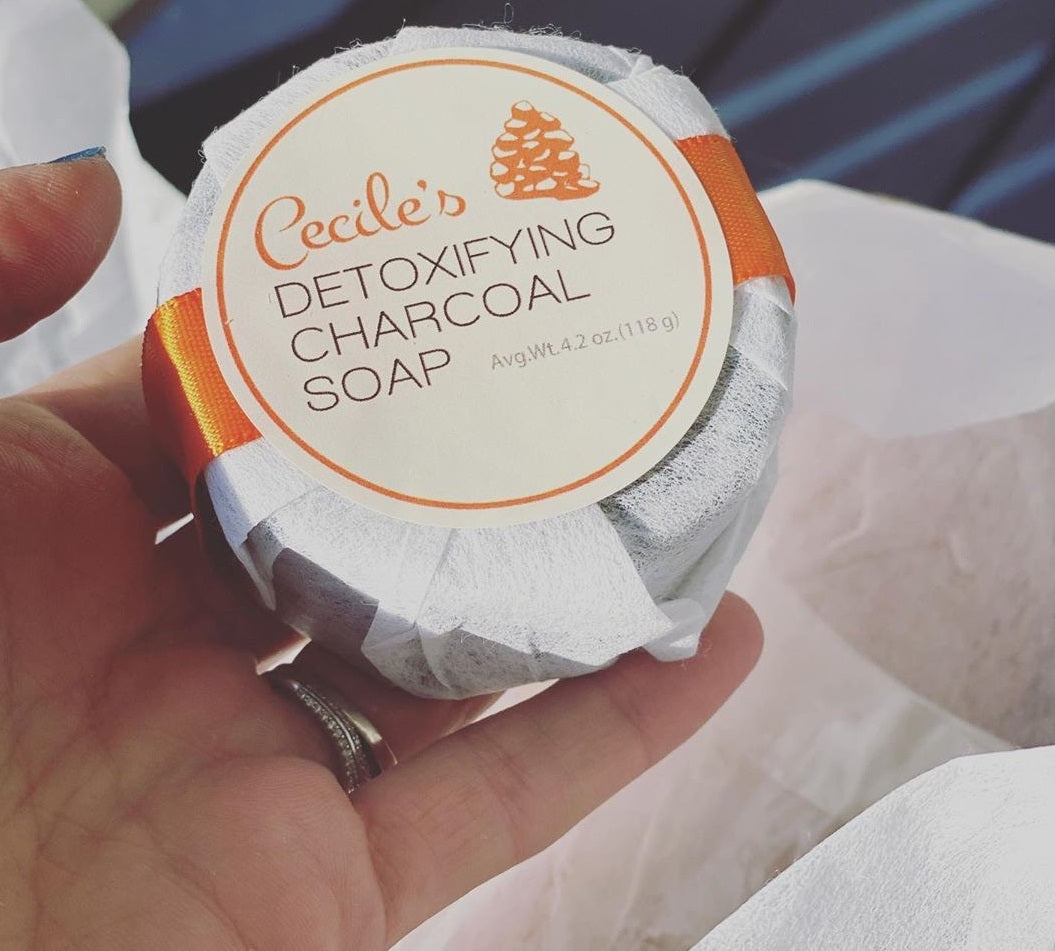 Cecile's
DETOXIFYING
CHARCOAL
SOAP
Avg.Wt.4.2 oz.(118 g)